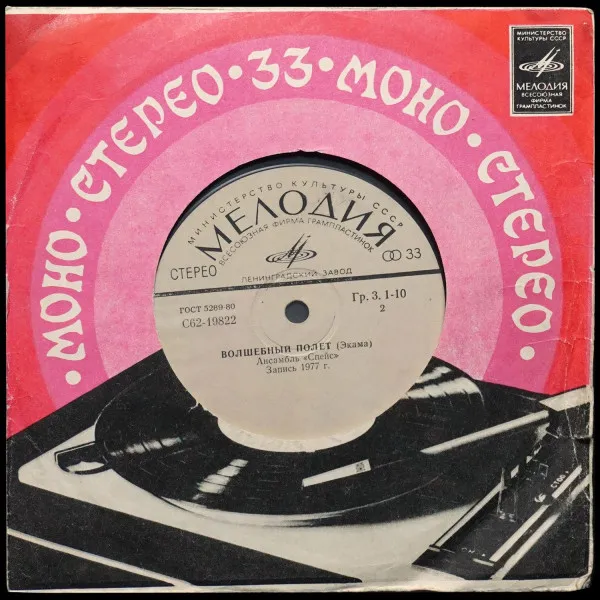 МОНО • СТЕРЕО • 33 • МОНО • СТЕРЕО •
МИНИСТЕРСТВО
КУЛЬТУРЫ СССР
МЕЛОДИЯ
ВСЕСОЮЗНАЯ
ФИРМА
ГРАМПЛАСТИНОК
МИНИСТЕРСТВО КУЛЬТУРЫ СССР
МЕЛОДИЯ
ВСЕСОЮЗНАЯ ФИРМА ГРАМПЛАСТИНОК
СТЕРЕО
33
ЛЕНИНГРАДСКИЙ ЗАВОД
ГОСТ 5289-80
Гр. 3. 1-10
С62-19822
2
ВОЛШЕБНЫЙ ПОЛЕТ (Экама)
Ансамбль «Спейс»
Запись 1977 г.